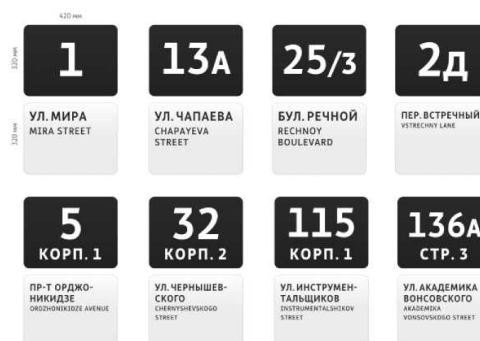 420 мм
320 мм
1
13А
25/3
2д
320 мм
УЛ. МИРА
MIRA STREET
УЛ. ЧАПАЕВА
CHAPAYEVA
STREET
БУЛ. РЕЧНОЙ
RECHNOY
BOULEVARD
ПЕР. ВСТРЕЧНЫЙ
VSTRECHNY LANE
5
КОРП. 1
32
КОРП. 2
115
КОРП. 1
136А
СТР. 3
ПР-Т ОРДЖО-
НИКИДЗЕ
ORDZHONIKIDZE AVENUE
УЛ. ЧЕРНЫШЕВ-
СКОГО
CHERNYSHEVSKOGO
STREET
УЛ. ИНСТРУМЕН-
ТАЛЬЩИКОВ
INSTRUMENTALSHIKOV
STREET
УЛ. АКАДЕМИКА
ВОНСОВСКОГО
AKADEMIKA
VONSOVSKOGO STREET